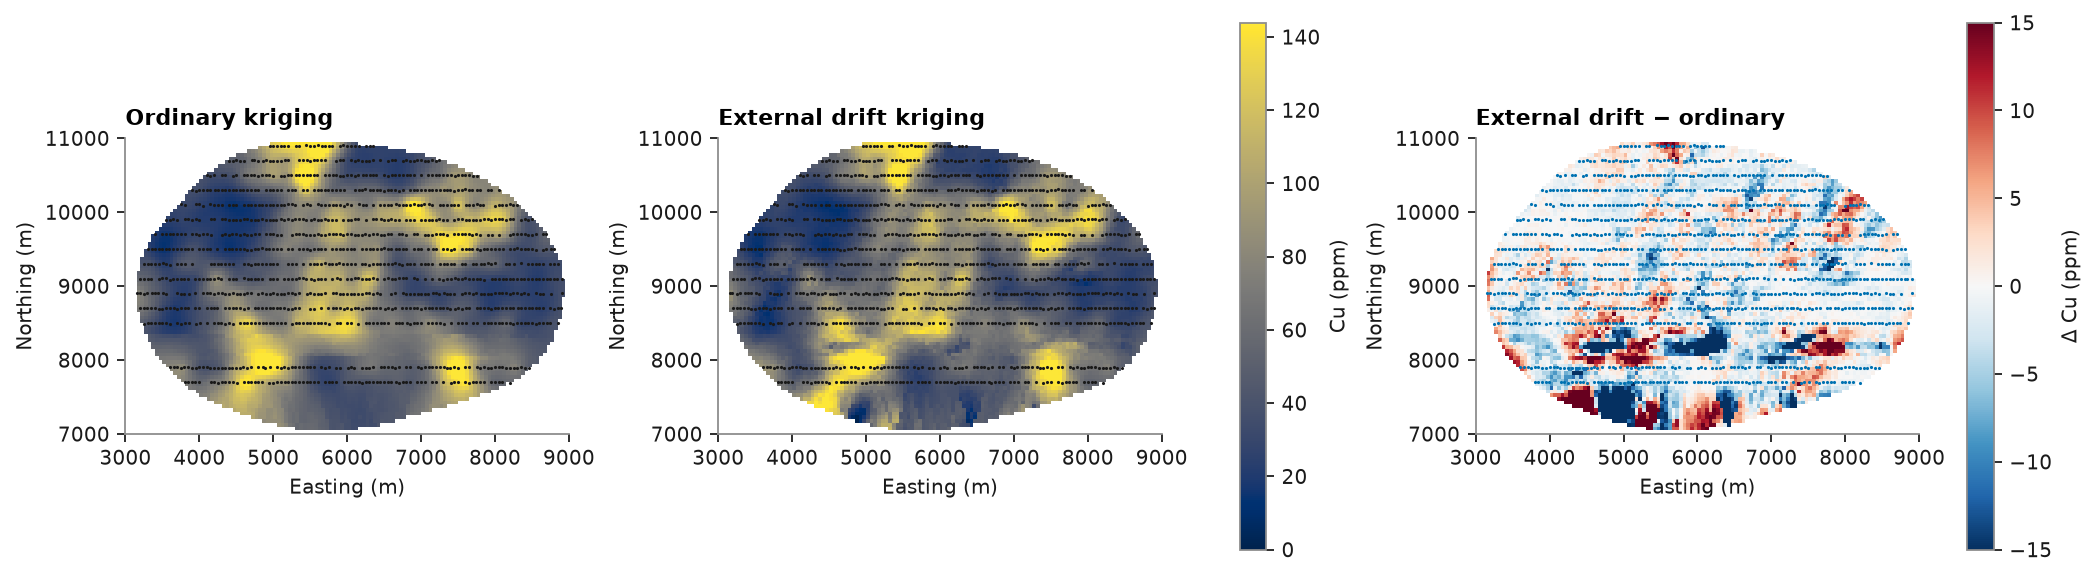 Ordinary kriging
11000
10000
9000
8000
7000
3000 4000 5000 6000 7000 8000 9000
Easting (m)
Northing (m)
External drift kriging
11000
10000
9000
8000
7000
3000 4000 5000 6000 7000 8000 9000
Easting (m)
Northing (m)
140
120
100
80
60
40
20
0
Cu (ppm)
External drift − ordinary
11000
10000
9000
8000
7000
3000 4000 5000 6000 7000 8000 9000
Easting (m)
Northing (m)
15
10
5
0
−5
−10
−15
Δ Cu (ppm)